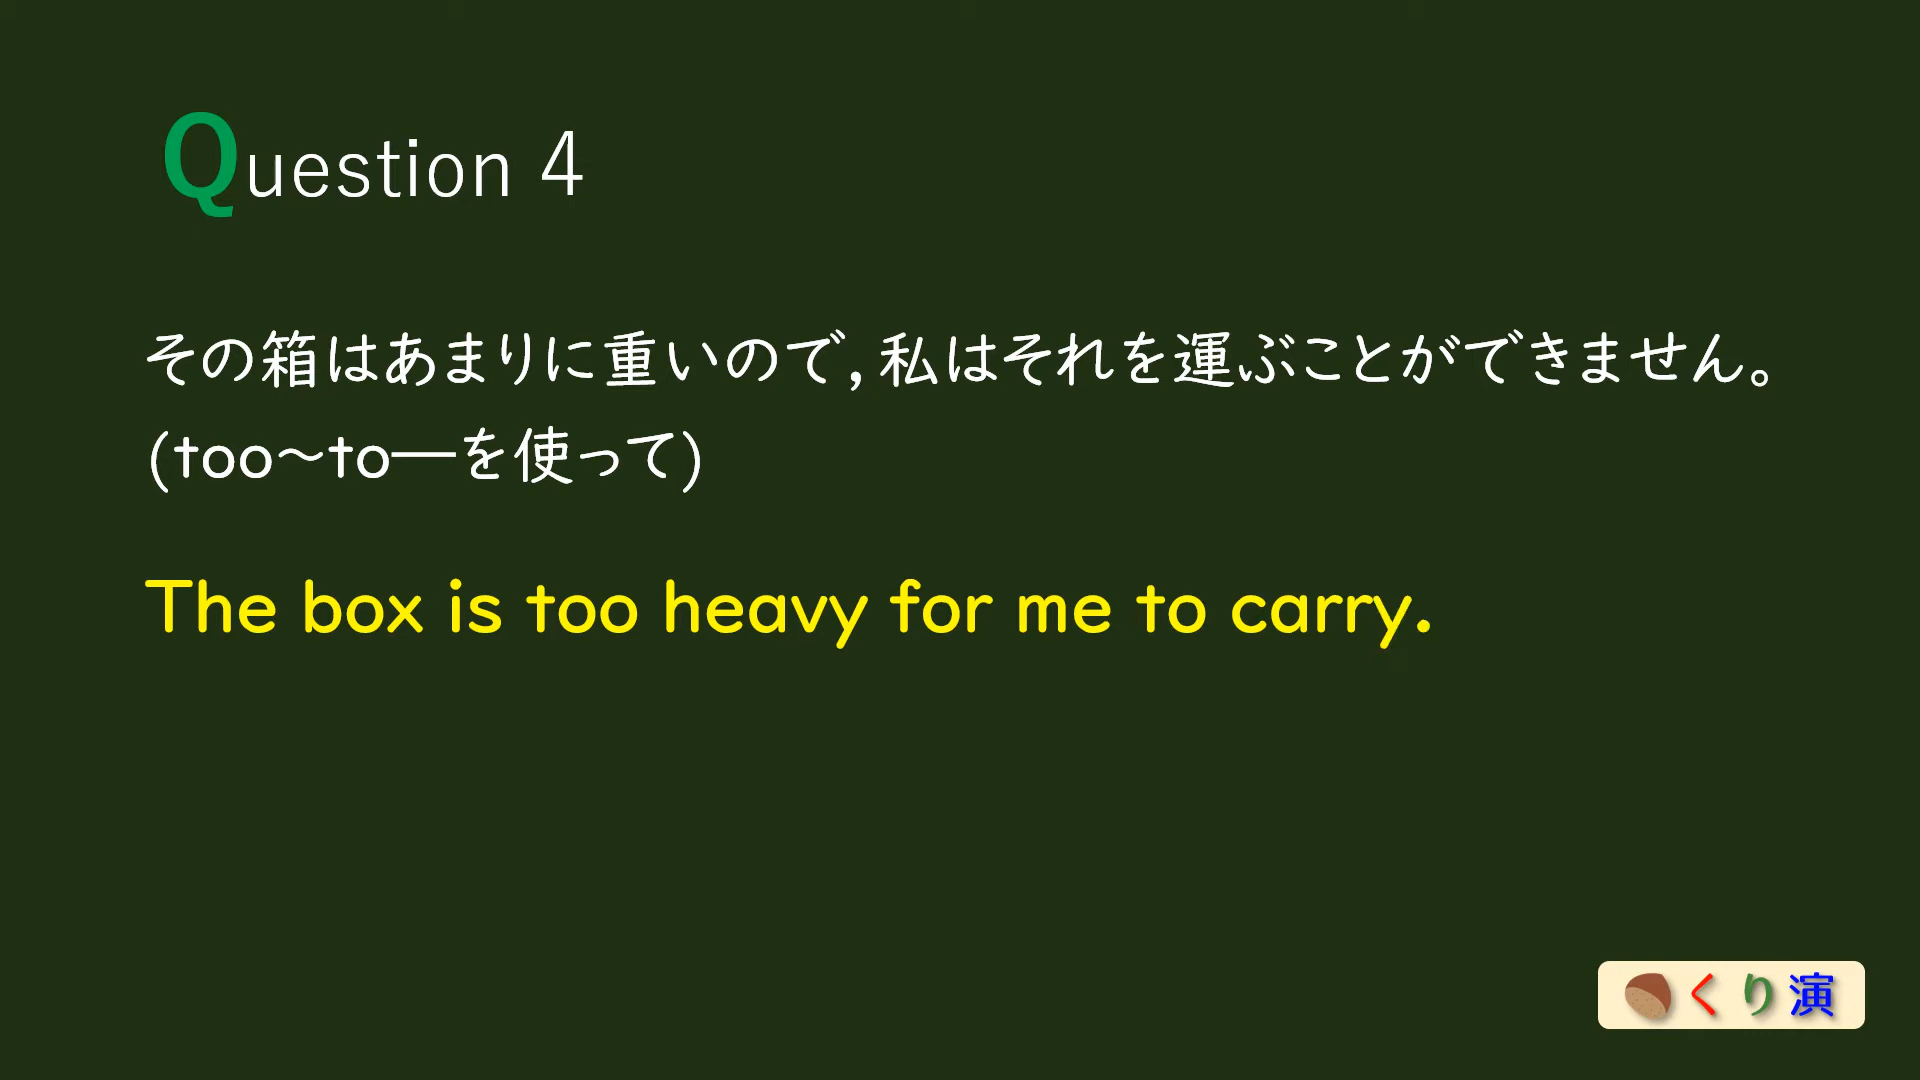 Question 4
その箱はあまりに重いので,私はそれを運ぶことができません。
(too～to―を使って)
The box is too heavy for me to carry.
くり演